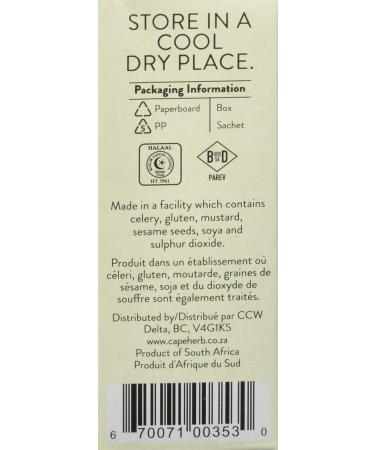 STORE IN A
COOL
DRY PLACE.
Packaging Information
Paperboard Box
5 PP Sachet
HALAAL
HT 3961
BD
PAREV
Made in a facility which contains
celery, gluten, mustard,
sesame seeds, soya and
sulphur dioxide.
Produit dans un établissement où
céleri, gluten, moutarde, graines de
sésame, soja et du dioxyde de
souffre sont également traités.
Distributed by/Distribué par CCW
Delta, BC, V4G1K5
www.capeherb.co.za
Product of South Africa
Produit d'Afrique du Sud
6 70071 00353 0